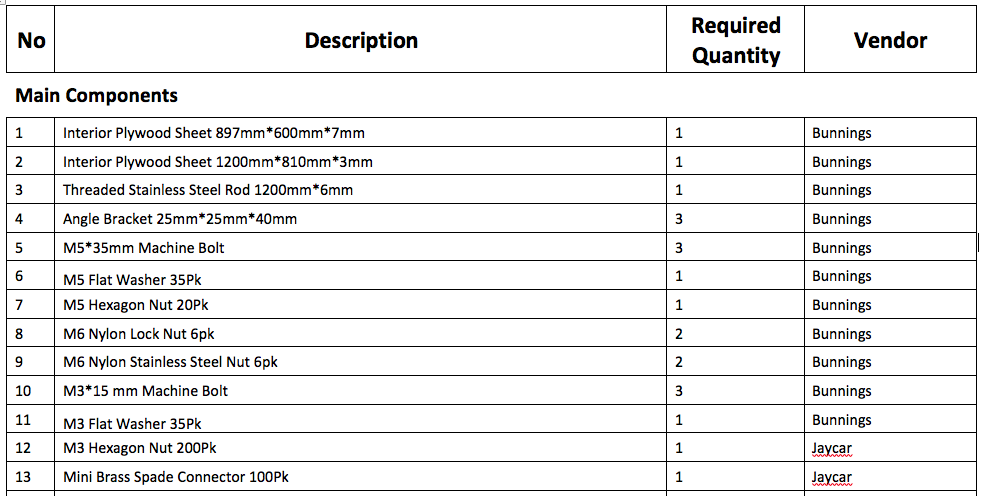 No Description Required Quantity Vendor
Main Components
1 Interior Plywood Sheet 897mm*600mm*7mm 1 Bunnings
2 Interior Plywood Sheet 1200mm*810mm*3mm 1 Bunnings
3 Threaded Stainless Steel Rod 1200mm*6mm 1 Bunnings
4 Angle Bracket 25mm*25mm*40mm 3 Bunnings
5 M5*35mm Machine Bolt 3 Bunnings
6 M5 Flat Washer 35Pk 1 Bunnings
7 M5 Hexagon Nut 20Pk 1 Bunnings
8 M6 Nylon Lock Nut 6pk 2 Bunnings
9 M6 Nylon Stainless Steel Nut 6pk 2 Bunnings
10 M3*15 mm Machine Bolt 3 Bunnings
11 M3 Flat Washer 35Pk 1 Bunnings
12 M3 Hexagon Nut 200Pk 1 Jaycar
13 Mini Brass Spade Connector 100Pk 1 Jaycar